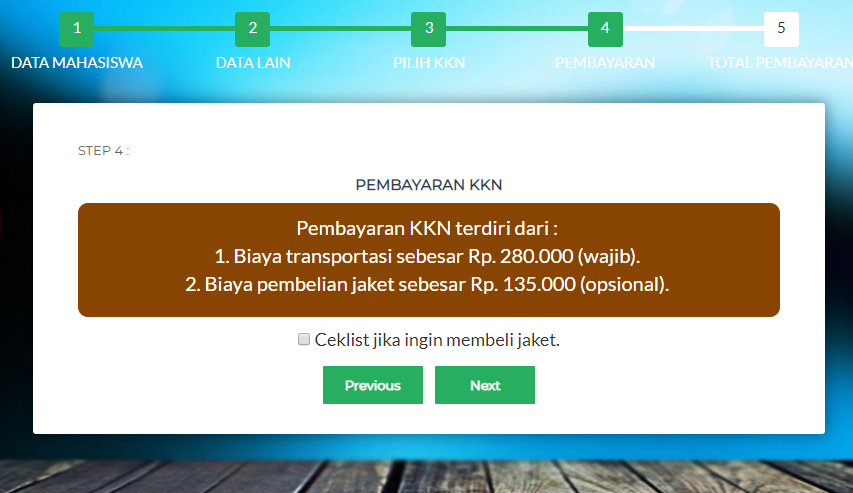 1 2 3 4 5
DATA MAHASISWA DATA LAIN PILIH KKN PEMBAYARAN TOTAL PEMBAYARAN
STEP 4 :
PEMBAYARAN KKN
Pembayaran KKN terdiri dari :
1. Biaya transportasi sebesar Rp. 280.000 (wajib).
2. Biaya pembelian jaket sebesar Rp. 135.000 (opsional).
Ceklist jika ingin membeli jaket.
Previous Next